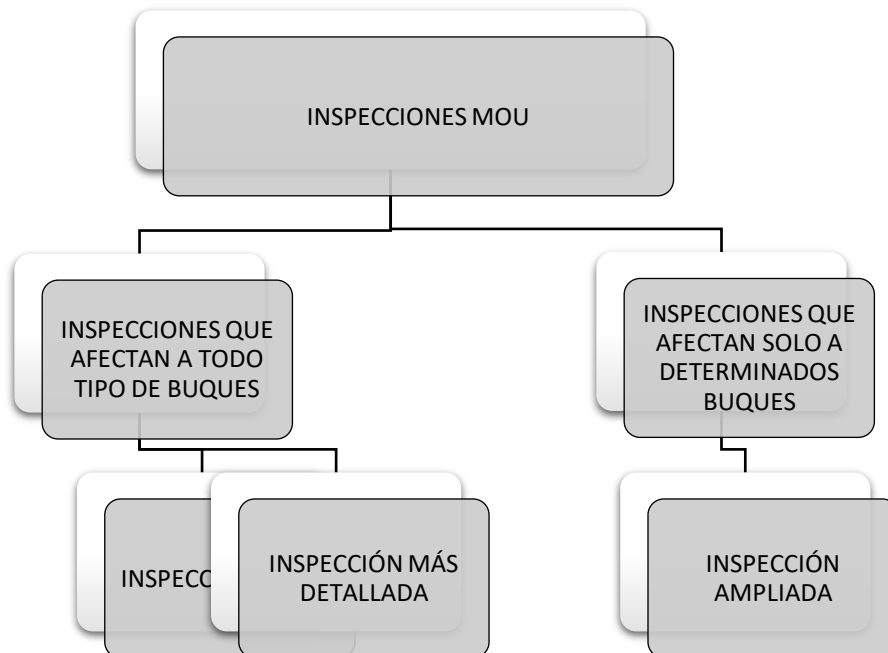 INSPECCIONES MOU
INSPECCIONES QUE
AFECTAN A TODO
TIPO DE BUQUES
INSPECCIONES QUE
AFECTAN SOLO A
DETERMINADOS
BUQUES
INSPECCIÓN MÁS
DETALLADA
INSPECCIÓN
AMPLIADA